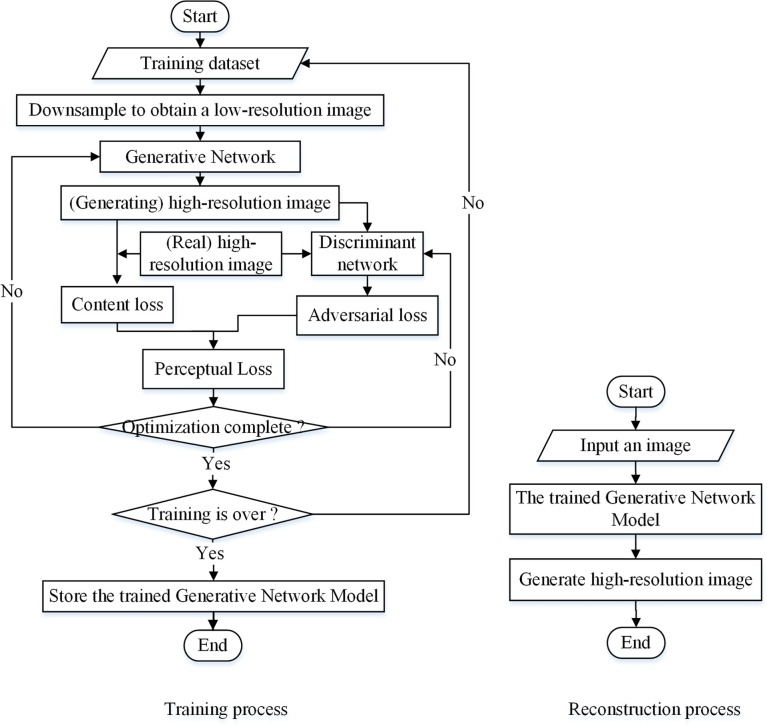 Start
Training dataset
Downsample to obtain a low-resolution image
Generative Network
(Generating) high-resolution image
No
(Real) high-
resolution image
Discriminant
network
No
Content loss
Adversarial loss
Perceptual Loss
No
Optimization complete ?
Yes
Training is over ?
Yes
Store the trained Generative Network Model
End
Training process
Start
Input an image
The trained Generative Network
Model
Generate high-resolution image
End
Reconstruction process